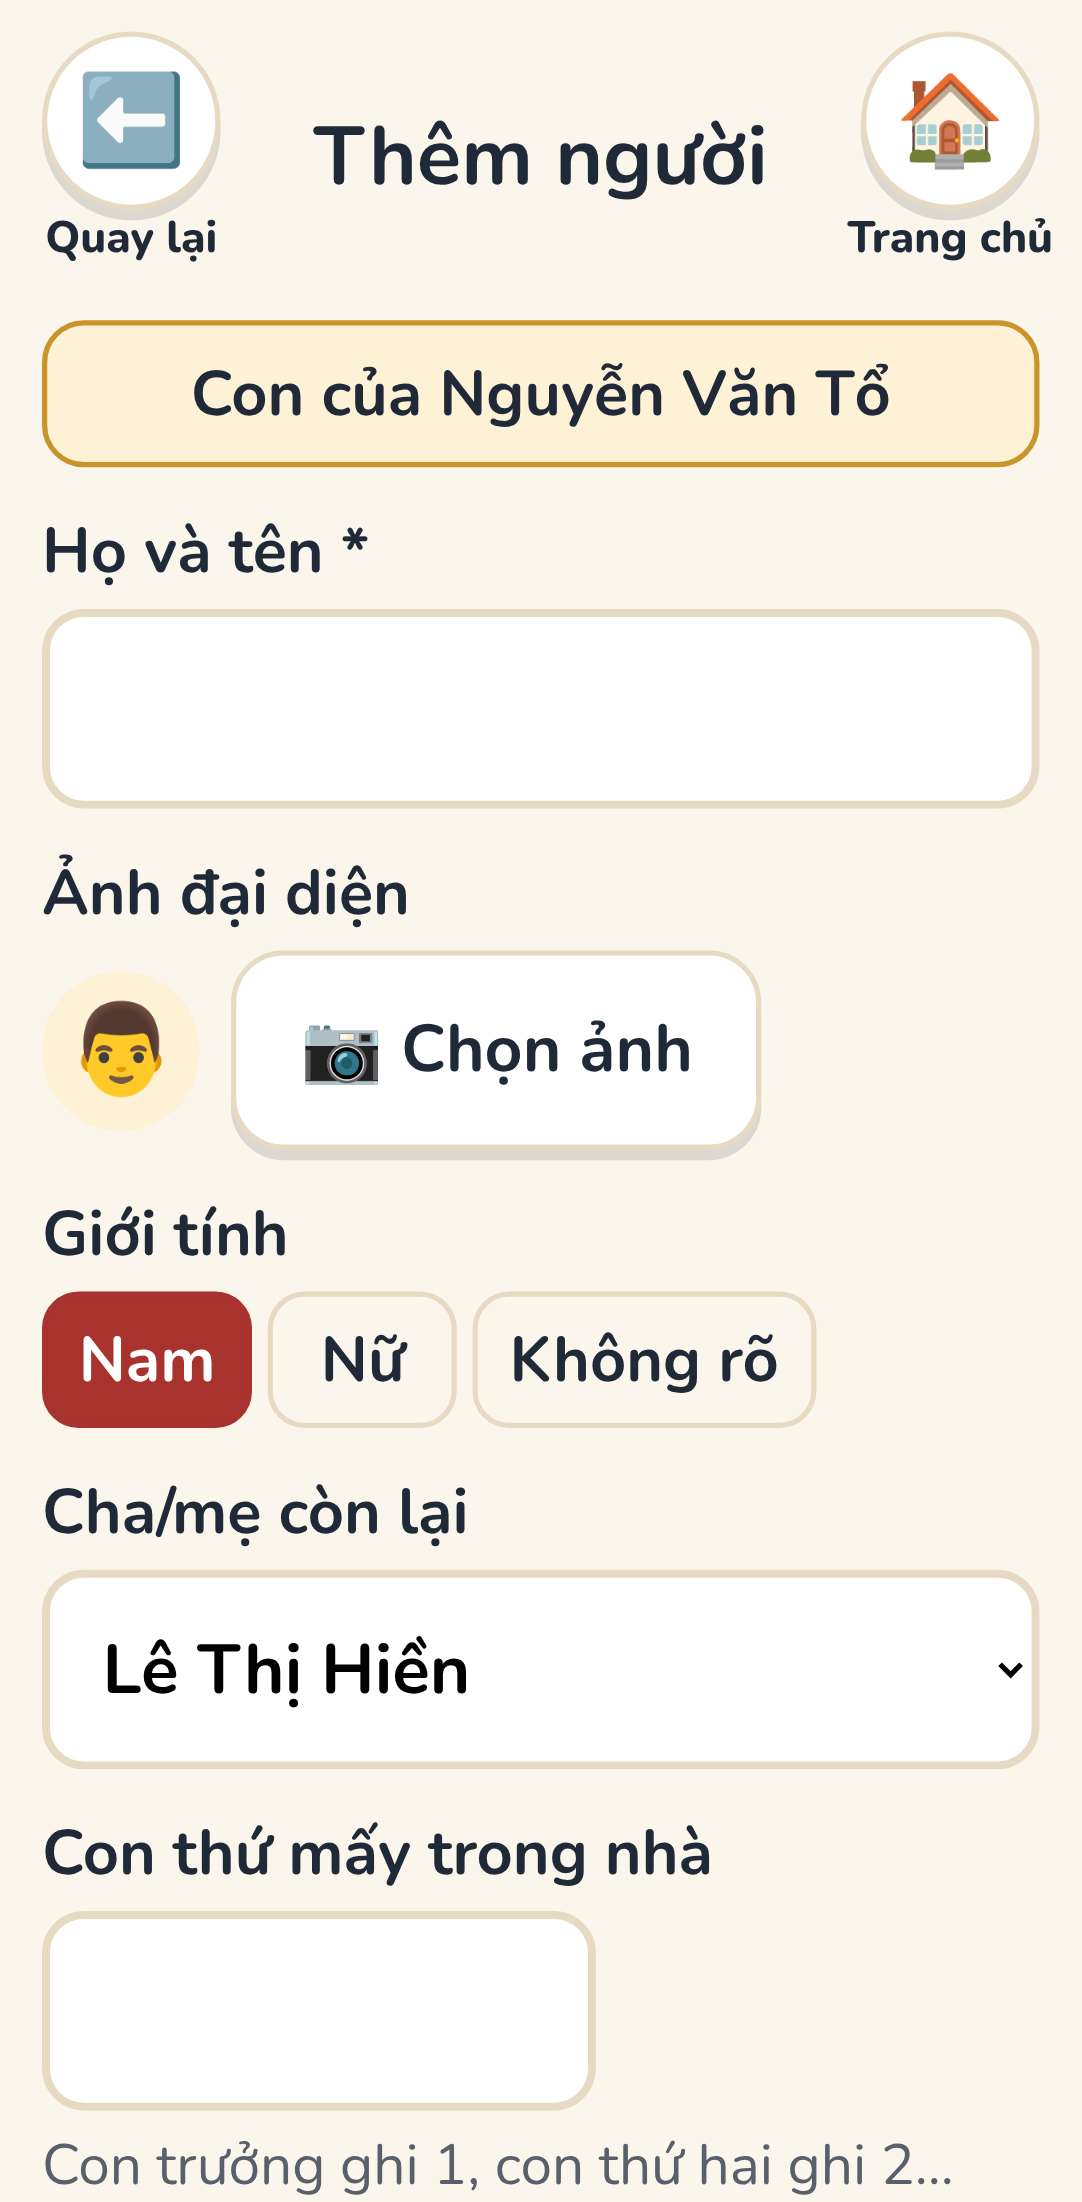 Thêm người
Quay lại
Trang chủ
Con của Nguyễn Văn Tổ
Họ và tên *
Ảnh đại diện
Chọn ảnh
Giới tính
Nam
Nữ
Không rõ
Cha/mẹ còn lại
Lê Thị Hiền
Con thứ mấy trong nhà
Con trưởng ghi 1, con thứ hai ghi 2...